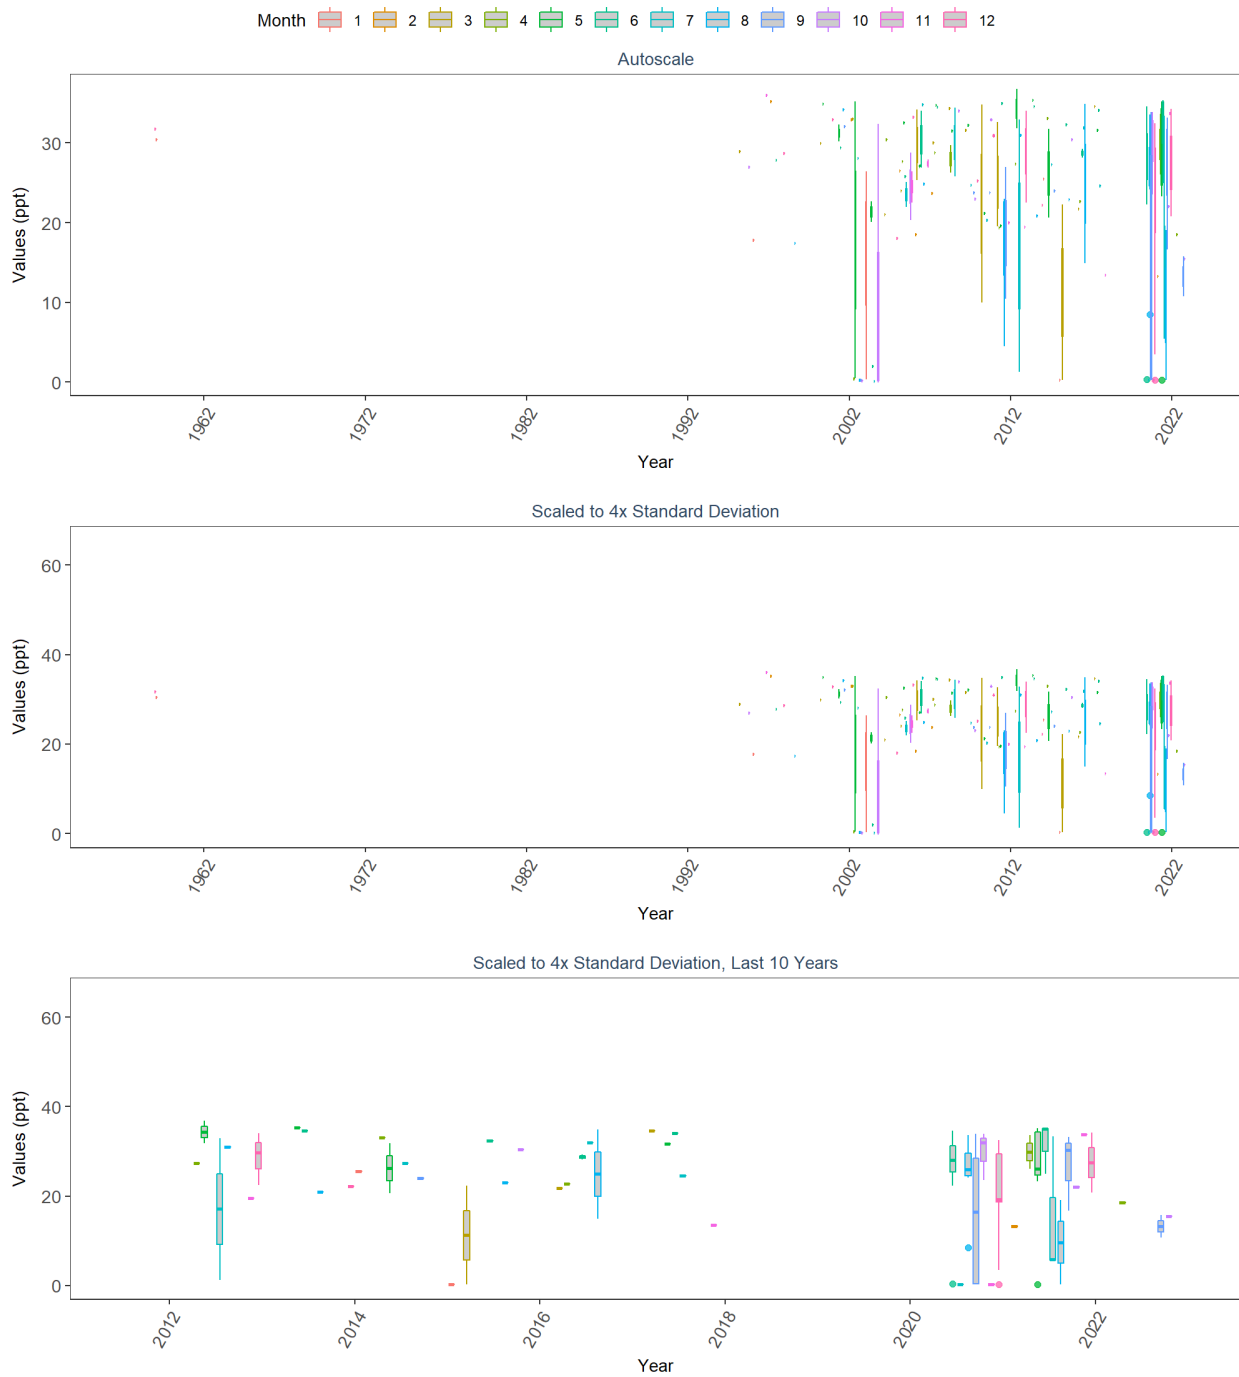 Month 1 2 3 4 5 6 7 8 9 10 11 12
Autoscale
Values (ppt)
30
20
10
0
1962 1972 1982 1992 2002 2012 2022
Year
Scaled to 4x Standard Deviation
Values (ppt)
60
40
20
0
1962 1972 1982 1992 2002 2012 2022
Year
Scaled to 4x Standard Deviation, Last 10 Years
Values (ppt)
60
40
20
0
2012 2014 2016 2018 2020 2022
Year